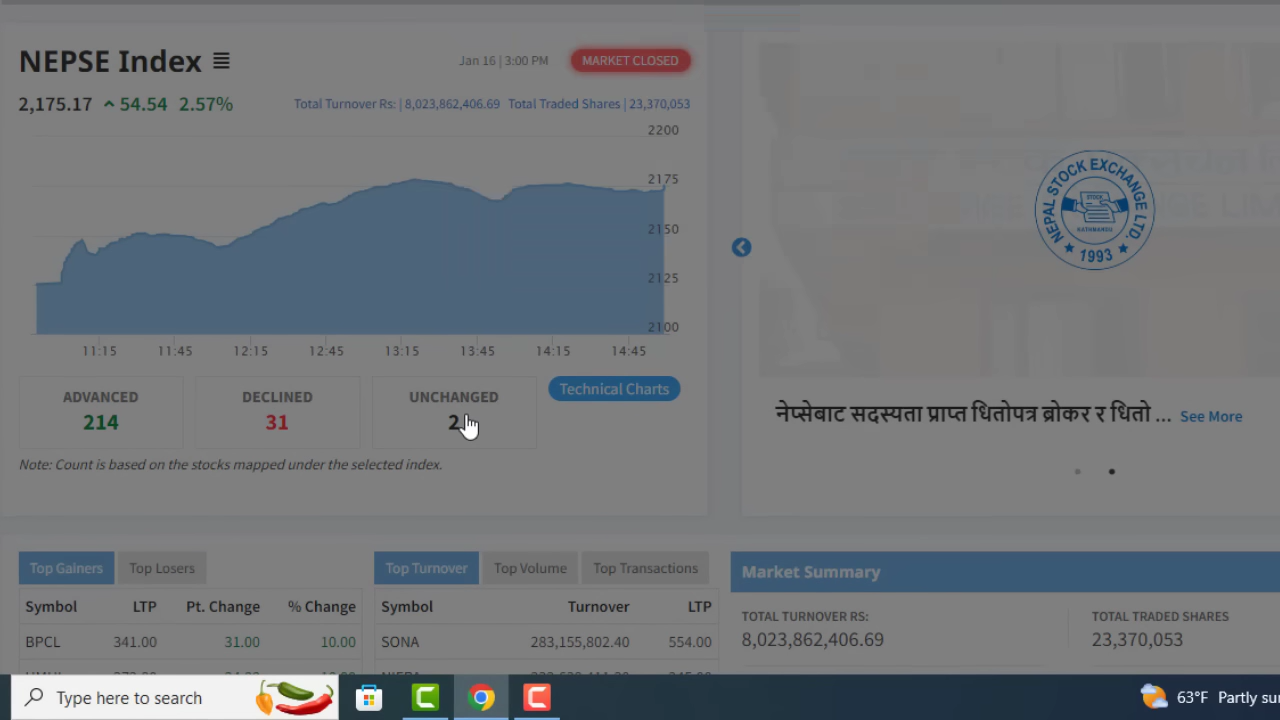 NEPSE Index
Jan 16 | 3:00 PM
MARKET CLOSED
2,175.17 54.54 2.57%
Total Turnover Rs: | 8,023,862,406.69 Total Traded Shares | 23,370,053
2200
2175
2150
2125
2100
11:15 11:45 12:15 12:45 13:15 13:45 14:15 14:45
ADVANCED
214
DECLINED
31
UNCHANGED
2
Technical Charts
Note: Count is based on the stocks mapped under the selected index.
NEPAL STOCK EXCHANGE LTD.
STOCK
KATHMANDU
★ 1993 ★
नेप्सेबाट सदस्यता प्राप्त धितोपत्र ब्रोकर र धितो ... See More
Top Gainers Top Losers
Symbol LTP Pt. Change % Change
BPCL 341.00 31.00 10.00
Top Turnover Top Volume Top Transactions
Symbol Turnover LTP
SONA 283,155,802.40 554.00
Market Summary
TOTAL TURNOVER RS:
8,023,862,406.69
TOTAL TRADED SHARES
23,370,053
Type here to search
63°F Partly su